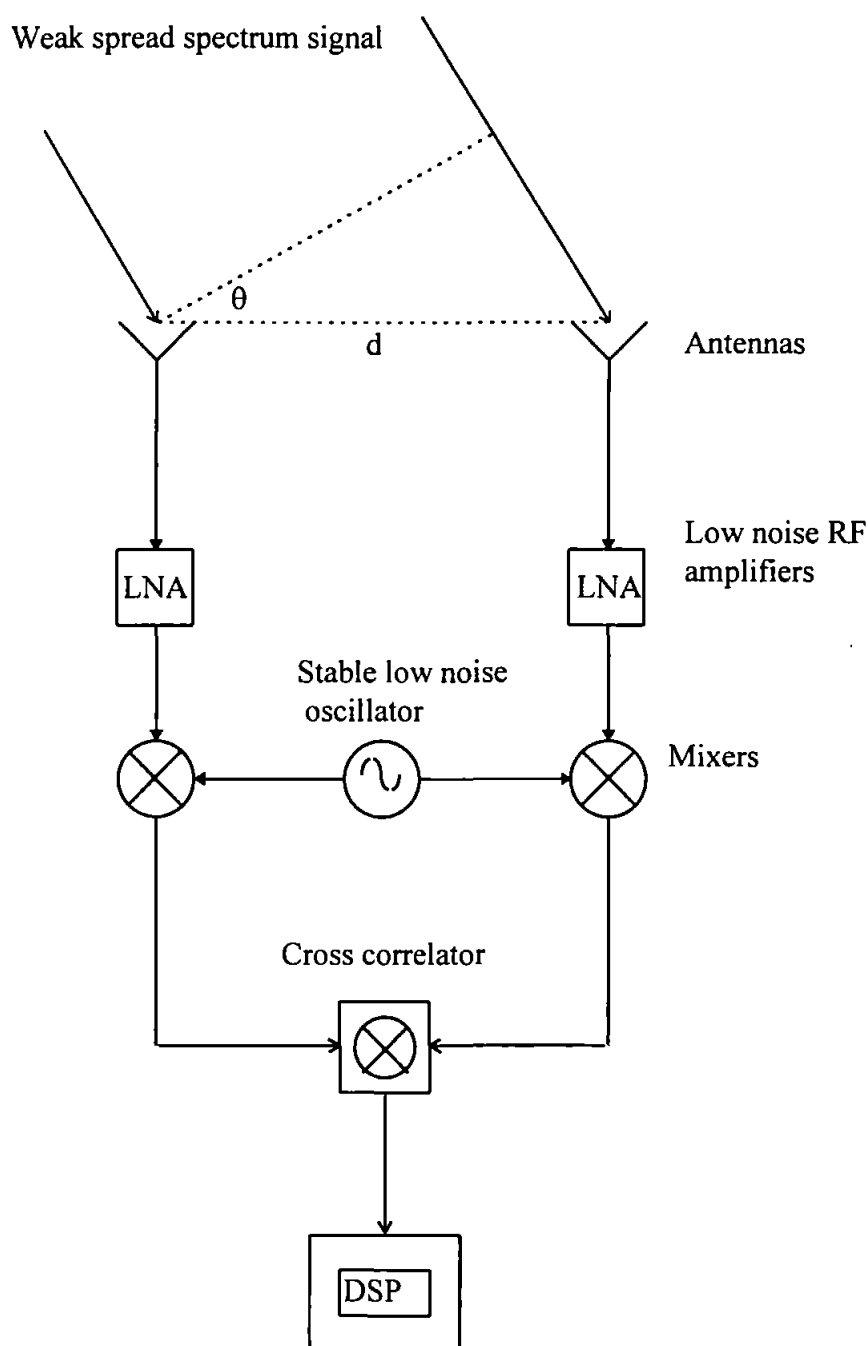 Weak spread spectrum signal
θ
d
Antennas
Low noise RF
amplifiers
LNA
LNA
Stable low noise
oscillator
Mixers
Cross correlator
DSP